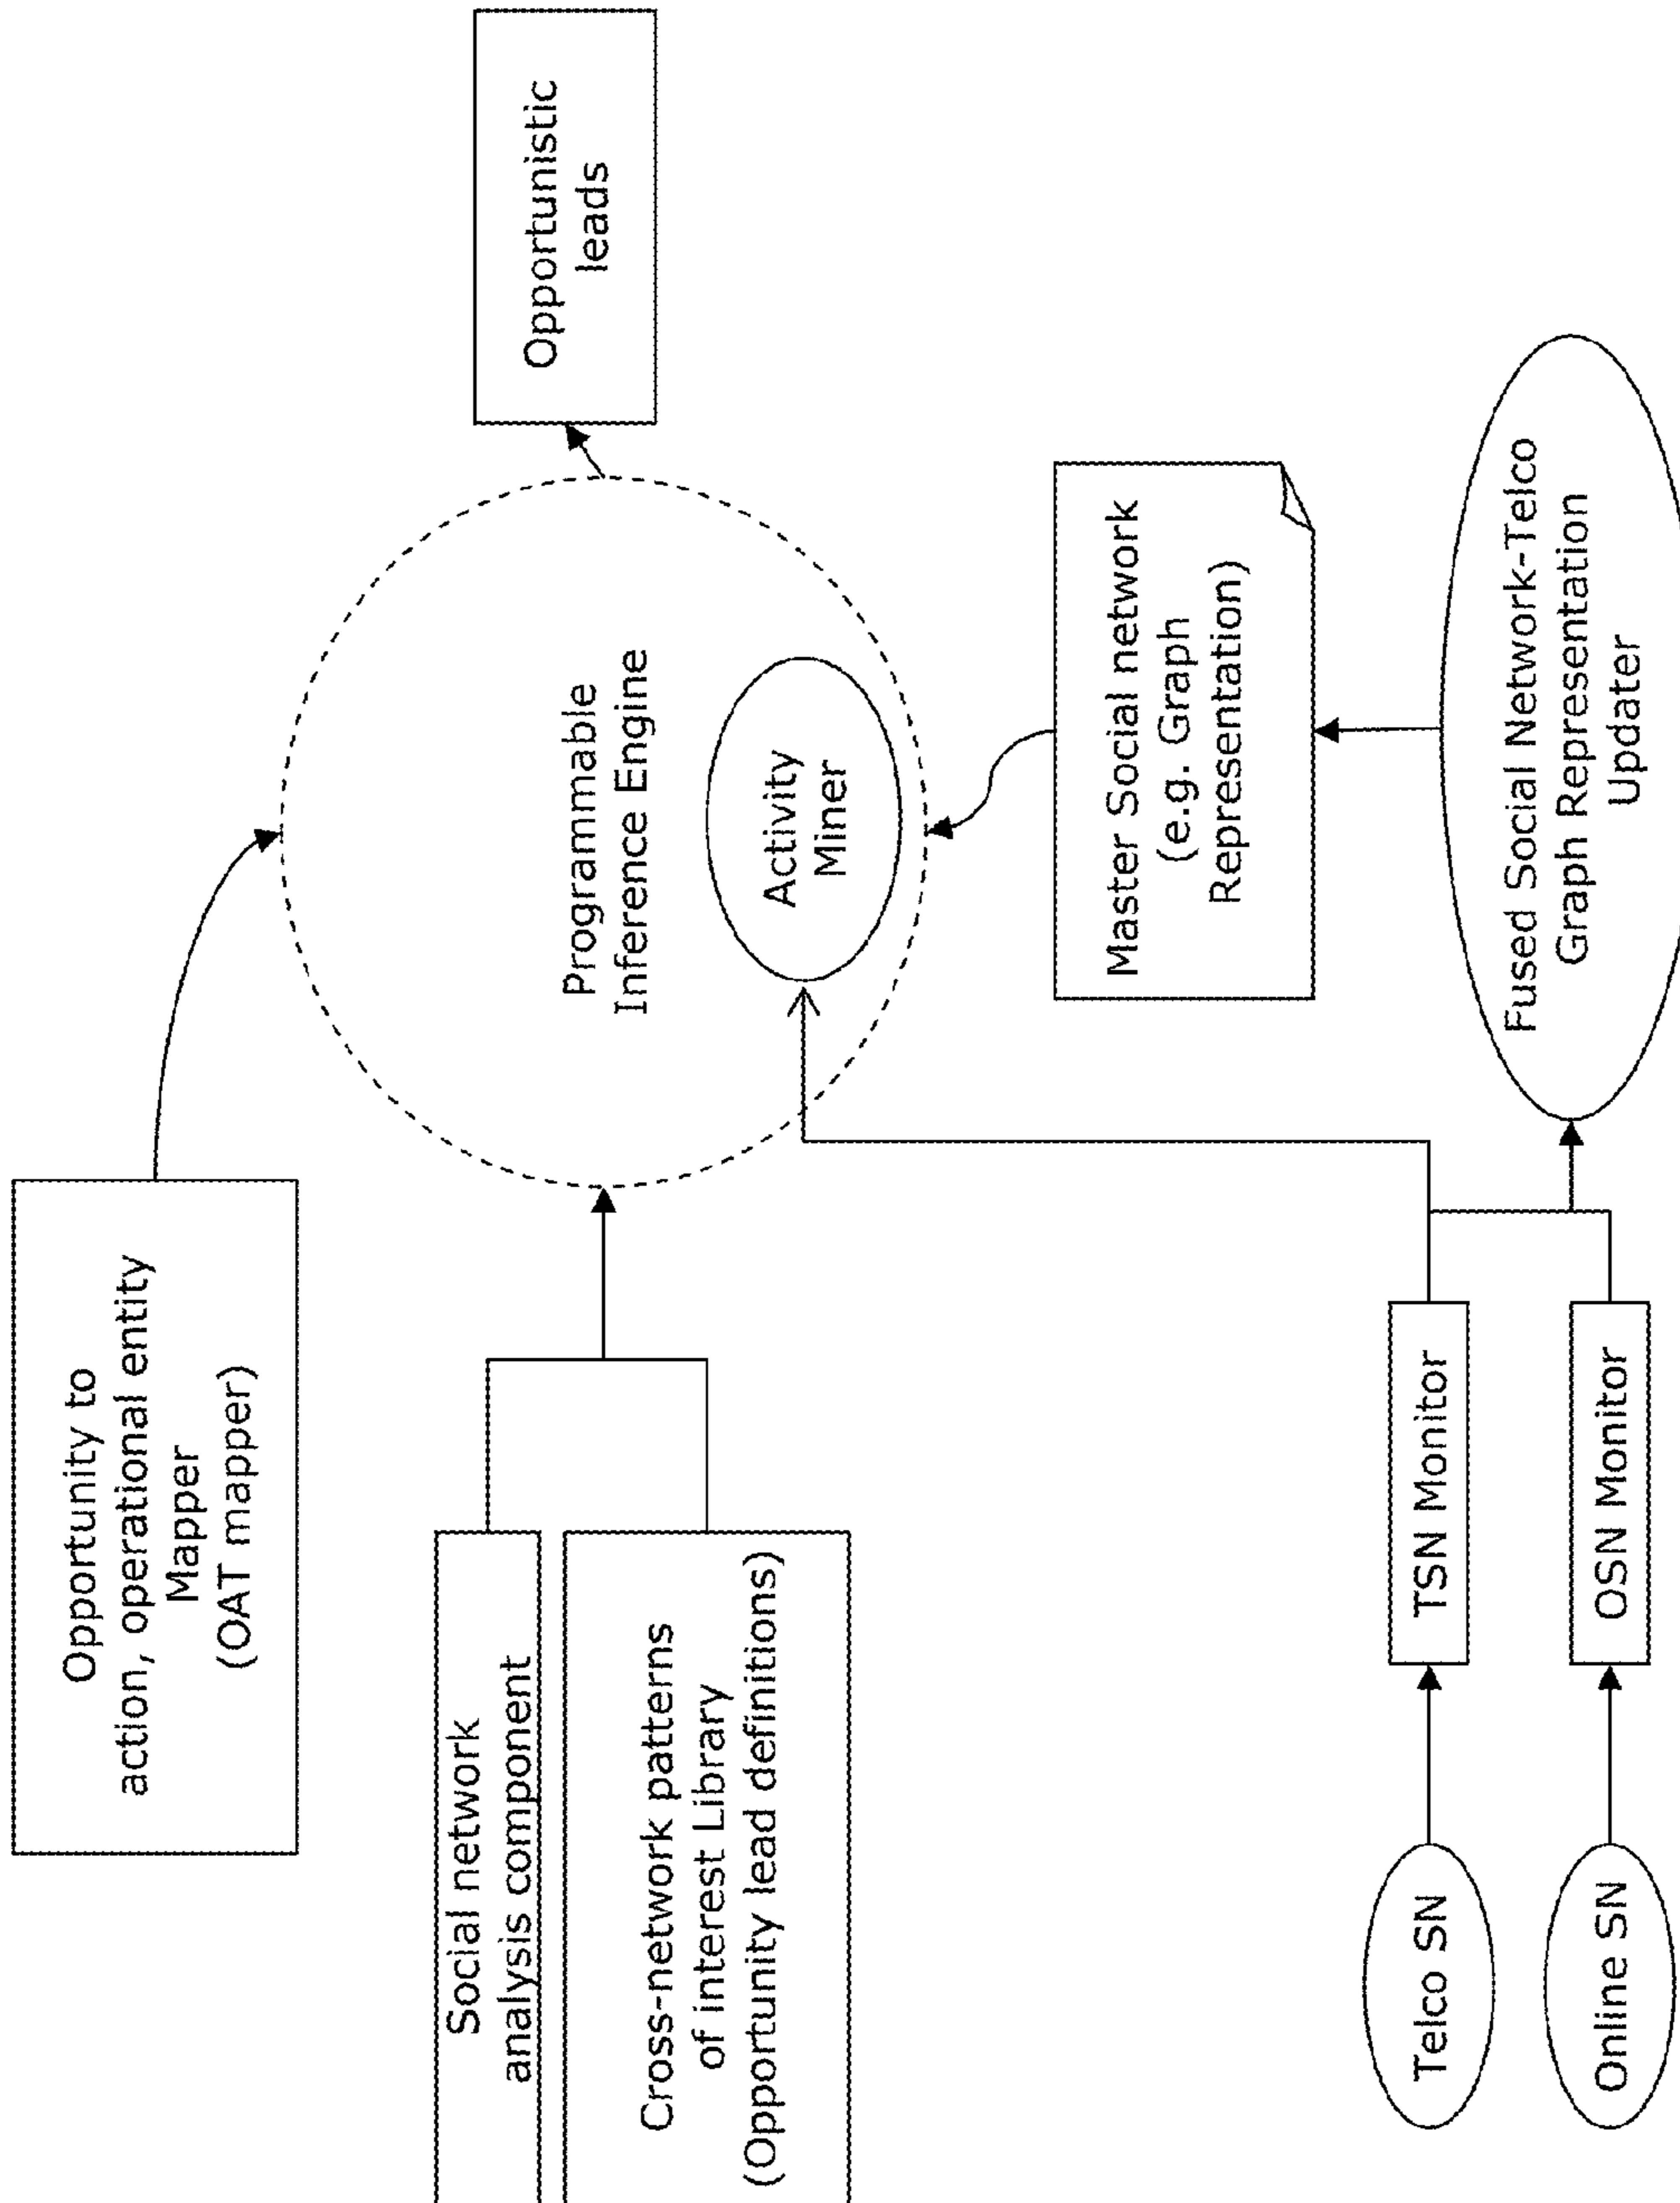 Opportunity to
action, operational entity
Mapper
(OAT mapper)
Social network
analysis component
Cross-network patterns
of interest Library
(Opportunity lead definitions)
Programmable
Inference Engine
Activity
Miner
Opportunistic
leads
Master Social network
(e.g. Graph
Representation)
Telco SN
TSN Monitor
Online SN
OSN Monitor
Fused Social Network-Telco
Graph Representation
Updater